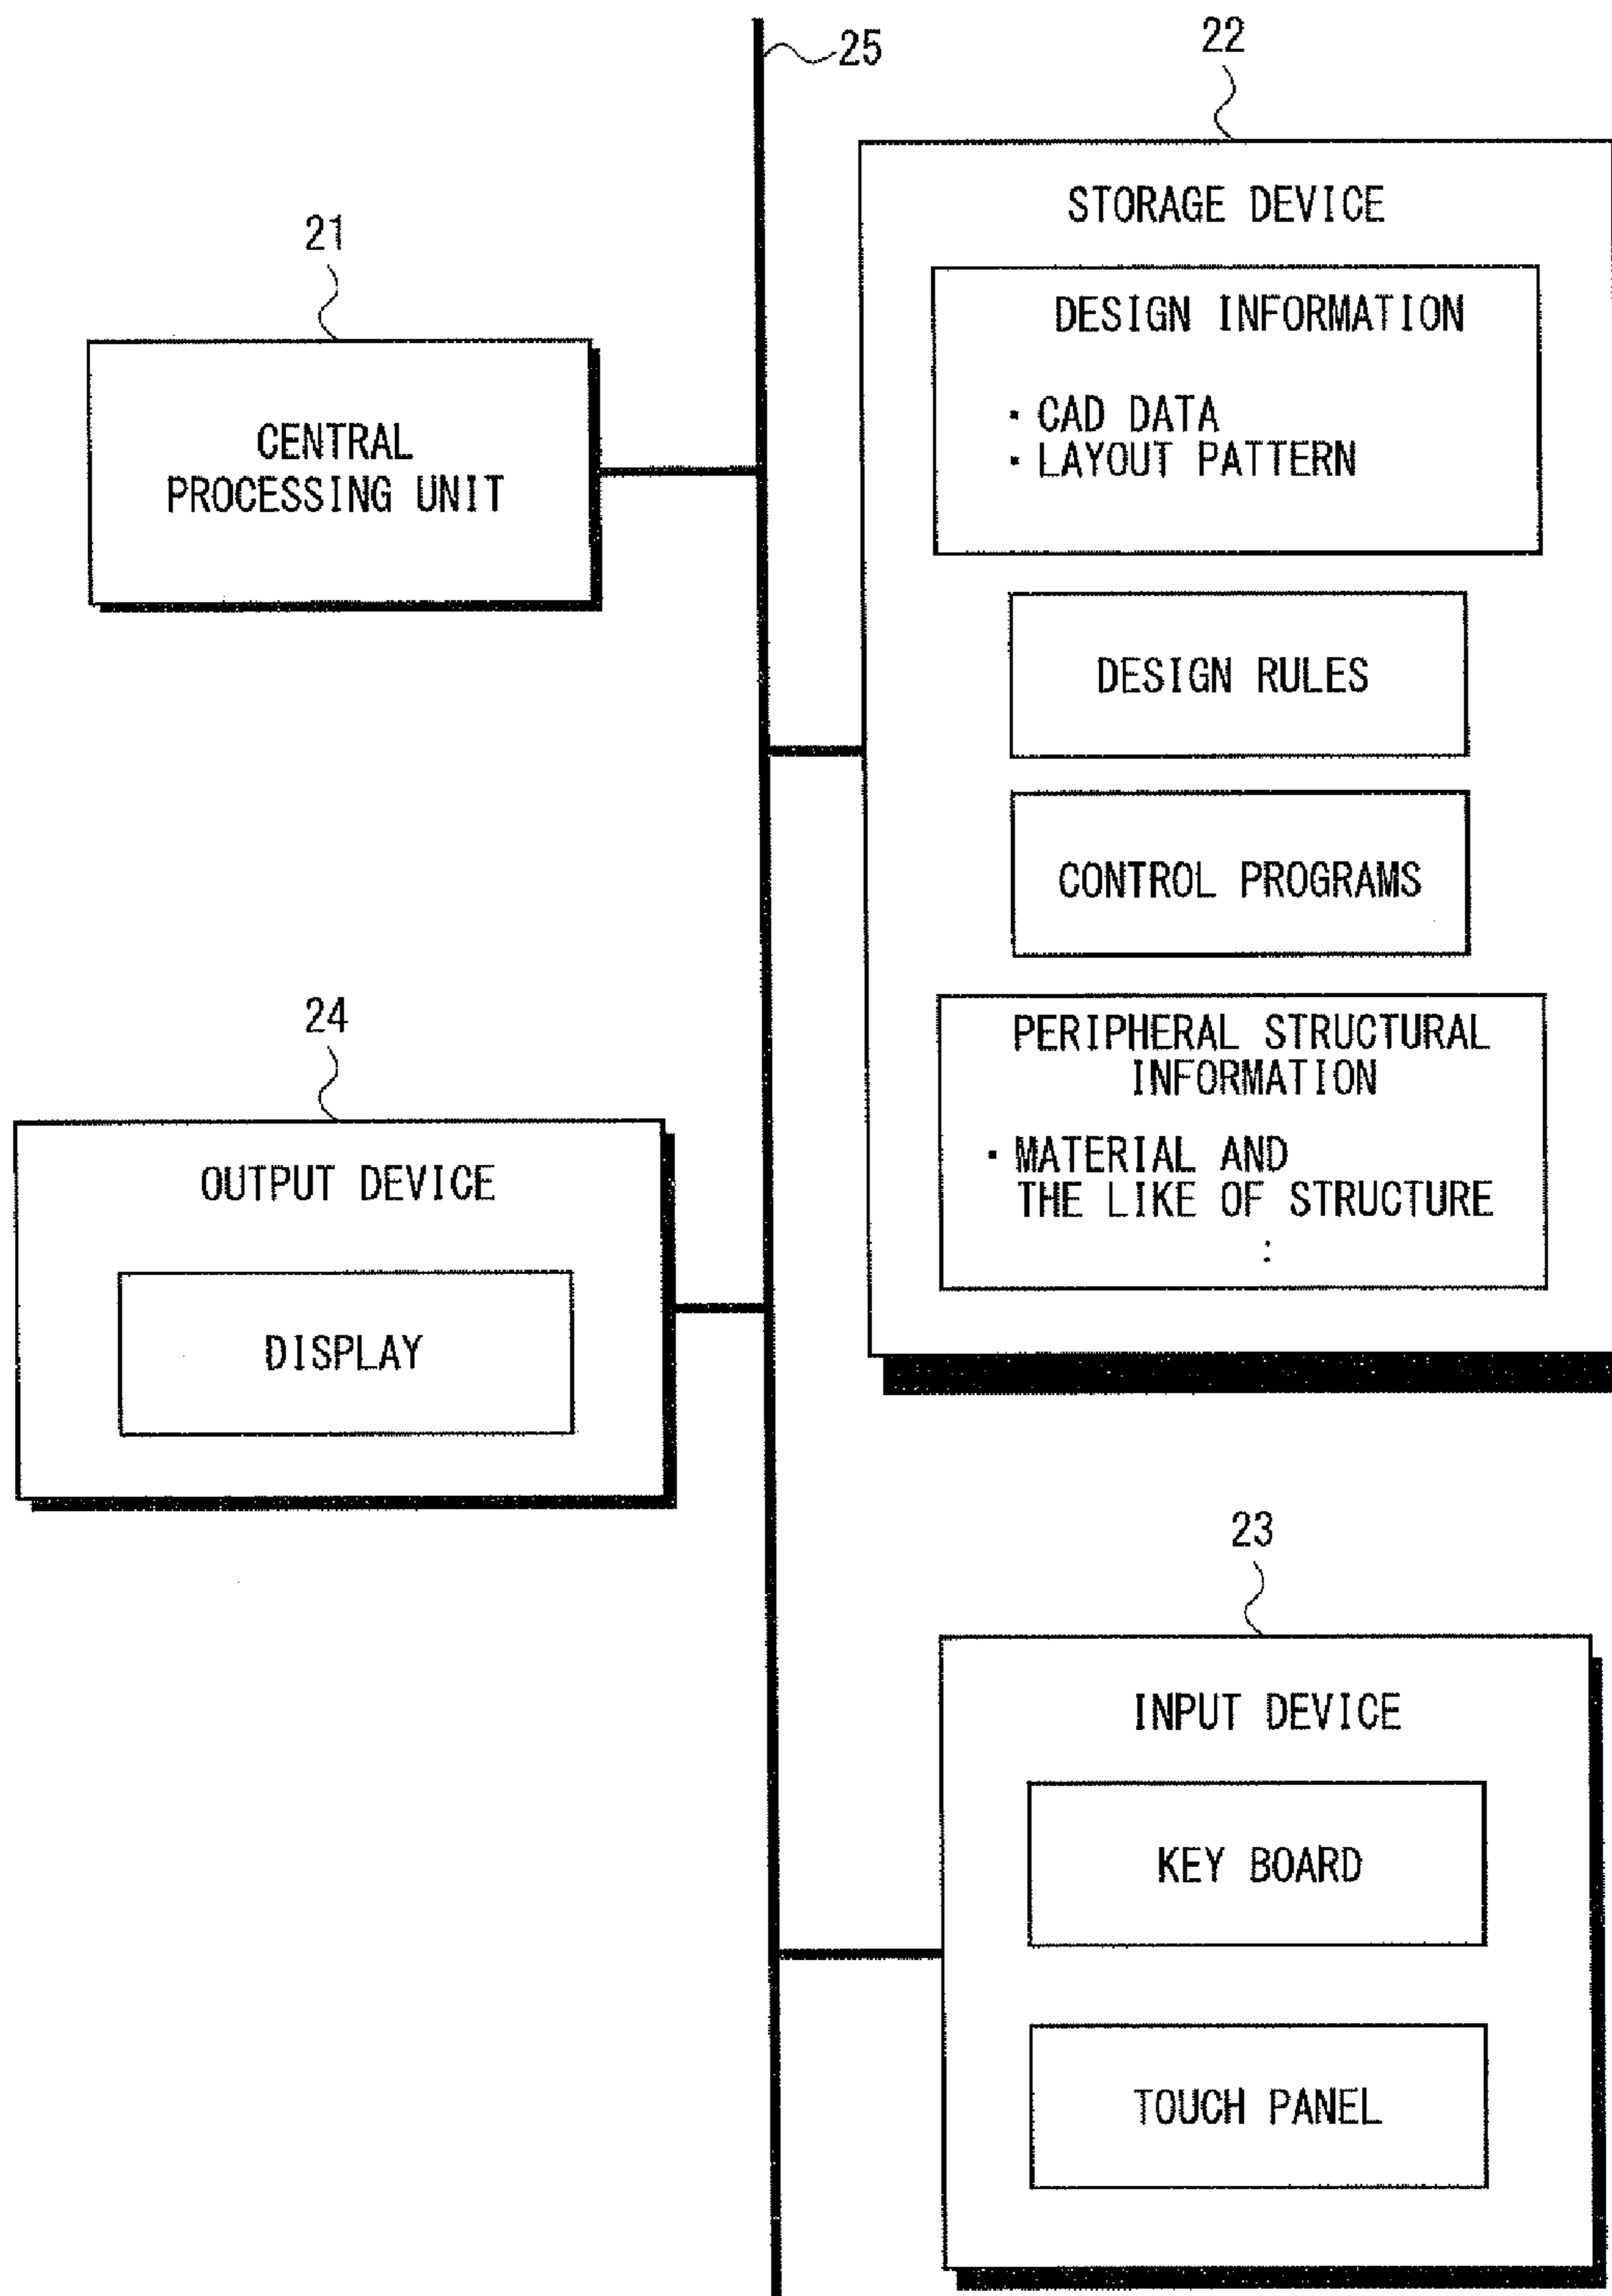 25
22
STORAGE DEVICE
DESIGN INFORMATION
・CAD DATA
・LAYOUT PATTERN
DESIGN RULES
CONTROL PROGRAMS
PERIPHERAL STRUCTURAL
INFORMATION
・MATERIAL AND
THE LIKE OF STRUCTURE
:
21
CENTRAL
PROCESSING UNIT
24
OUTPUT DEVICE
DISPLAY
23
INPUT DEVICE
KEY BOARD
TOUCH PANEL